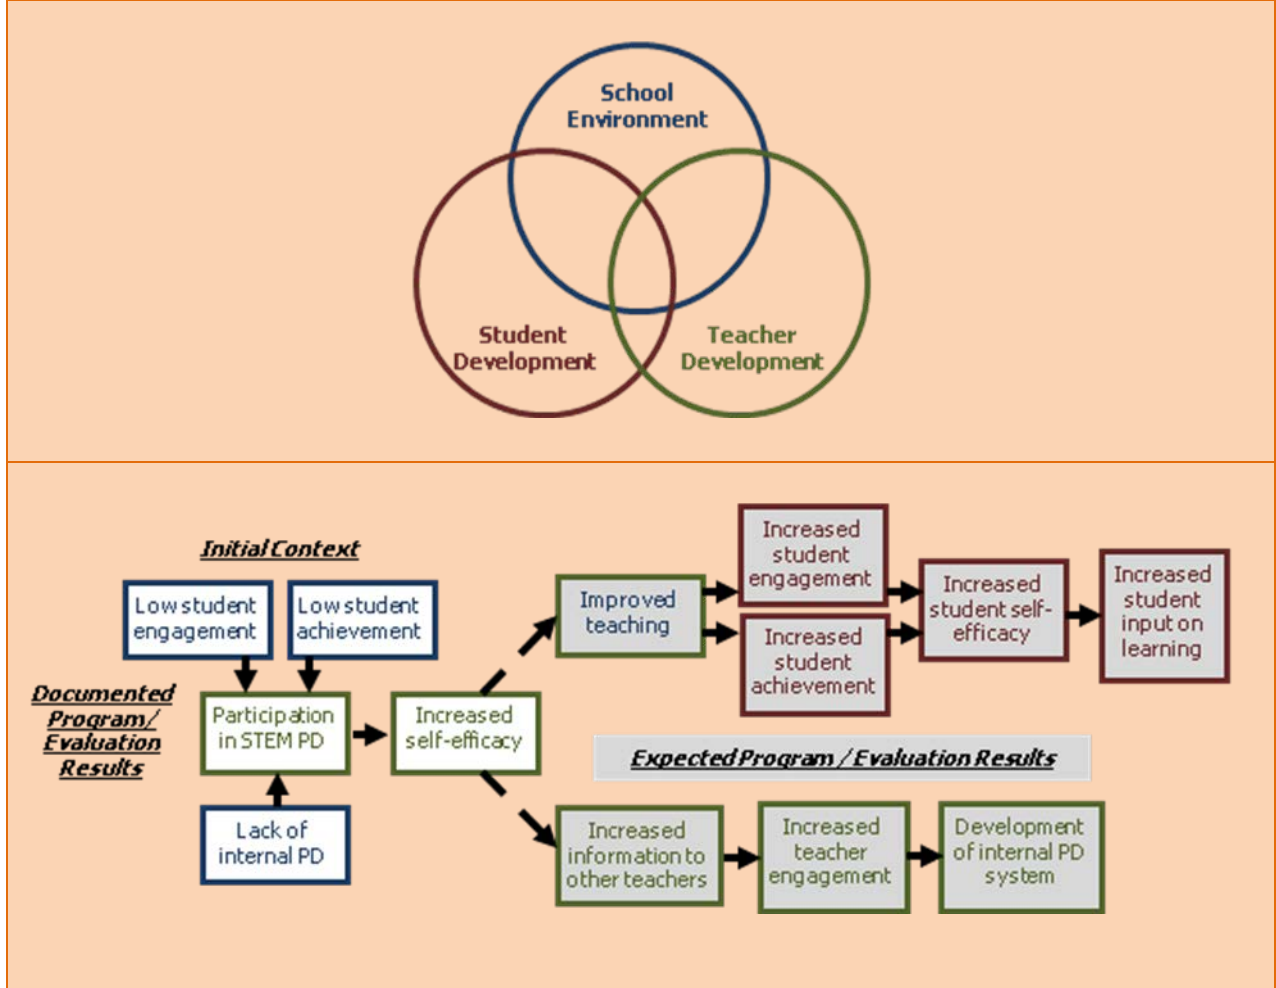 School
Environment
Student
Development
Teacher
Development
Initial Context
Low student
engagement
Low student
achievement
Documented
Program/
Evaluation
Results
Participation
in STEM PD
Increased
self-efficacy
Lack of
internal PD
Improved
teaching
Increased
student
engagement
Increased
student
achievement
Increased
student self-
efficacy
Increased
student
input on
learning
Expected Program / Evaluation Results
Increased
information to
other teachers
Increased
teacher
engagement
Development
of internal PD
system